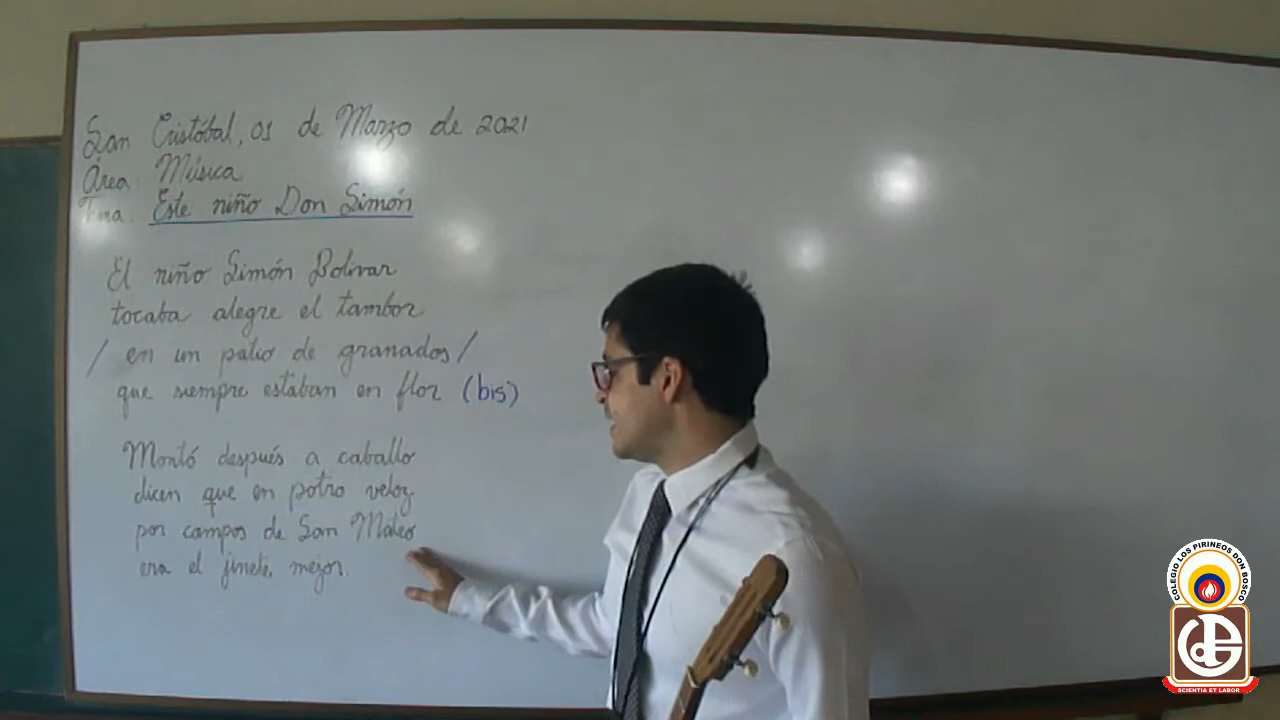 San Cristóbal, 01 de Marzo de 2021
Área: Música
Tema: Este niño Don Simón
El niño Simón Bolívar
tocaba alegre el tambor
/ en un patio de granados /
que siempre estaban en flor (bis)
Montó después a caballo
dicen que en potro veloz
por campos de San Mateo
era el jinete, mejor.
COLEGIO LOS PIRINEOS DON BOSCO
SCIENTIA ET LABOR